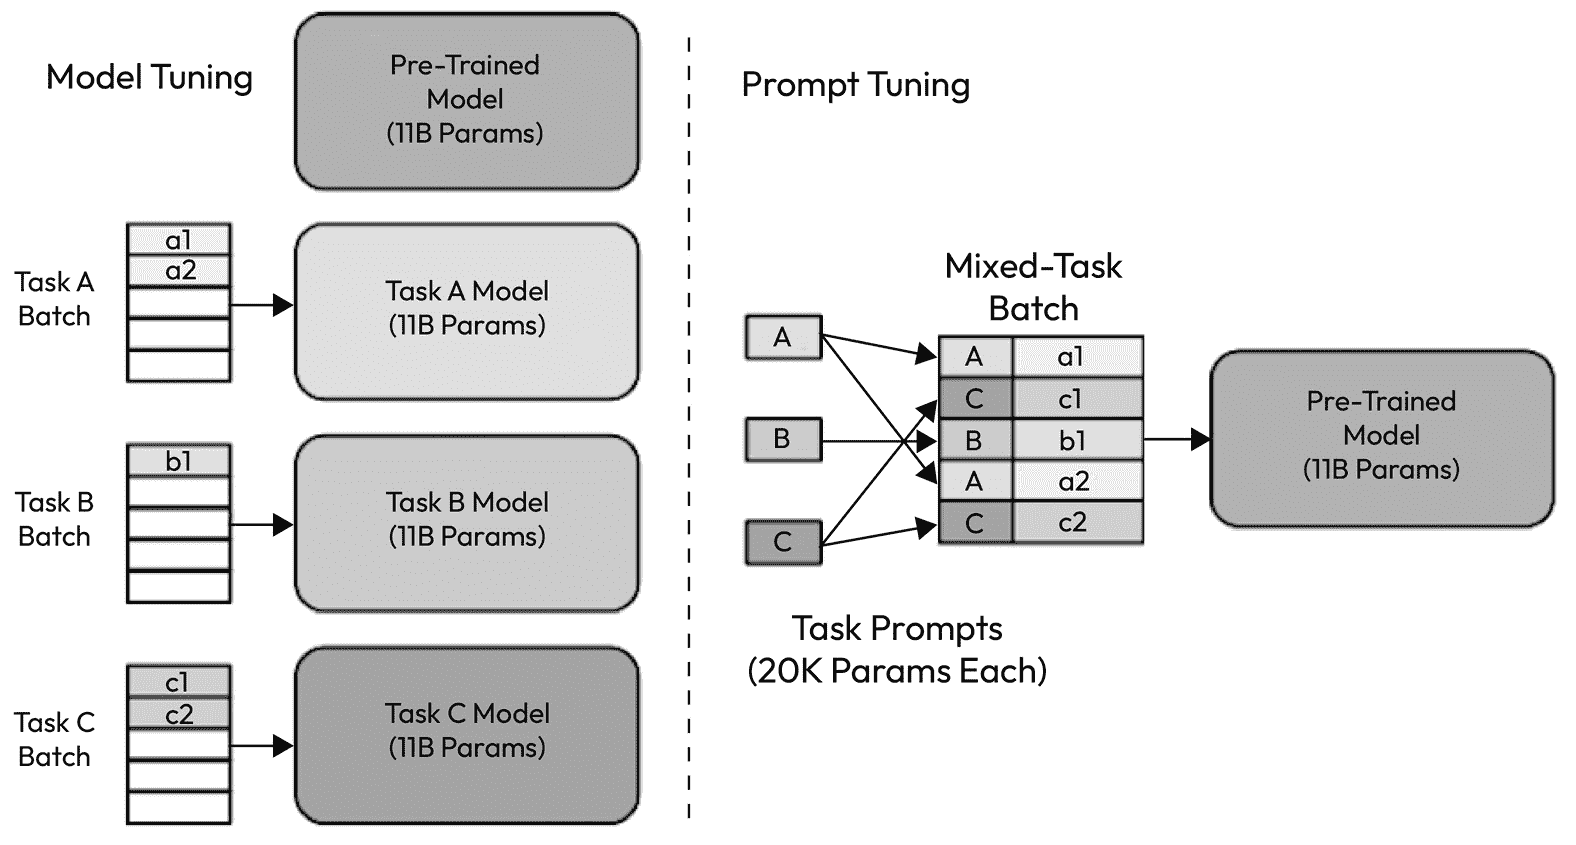 Model Tuning
Pre-Trained
Model
(11B Params)
Task A
Batch
a1
a2
Task A Model
(11B Params)
Task B
Batch
b1
Task B Model
(11B Params)
Task C
Batch
c1
c2
Task C Model
(11B Params)
Prompt Tuning
A
B
C
Task Prompts
(20K Params Each)
Mixed-Task
Batch
A a1
C c1
B b1
A a2
C c2
Pre-Trained
Model
(11B Params)